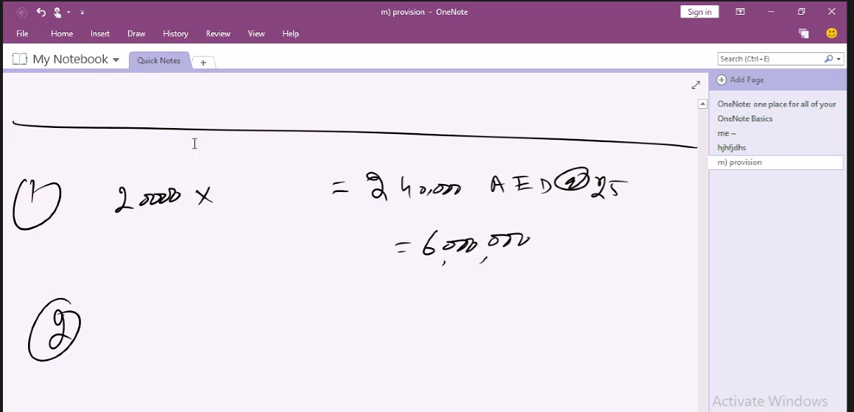 m) provision - OneNote
Sign in
File Home Insert Draw History Review View Help
My Notebook
Quick Notes
Search (Ctrl+E)
Add Page
OneNote: one place for all of your
OneNote Basics
me ~
hjhfjdhs
m) provision
1 20000 x = 240,000 AED @ 25
= 6,000,000
2
Activate Windows